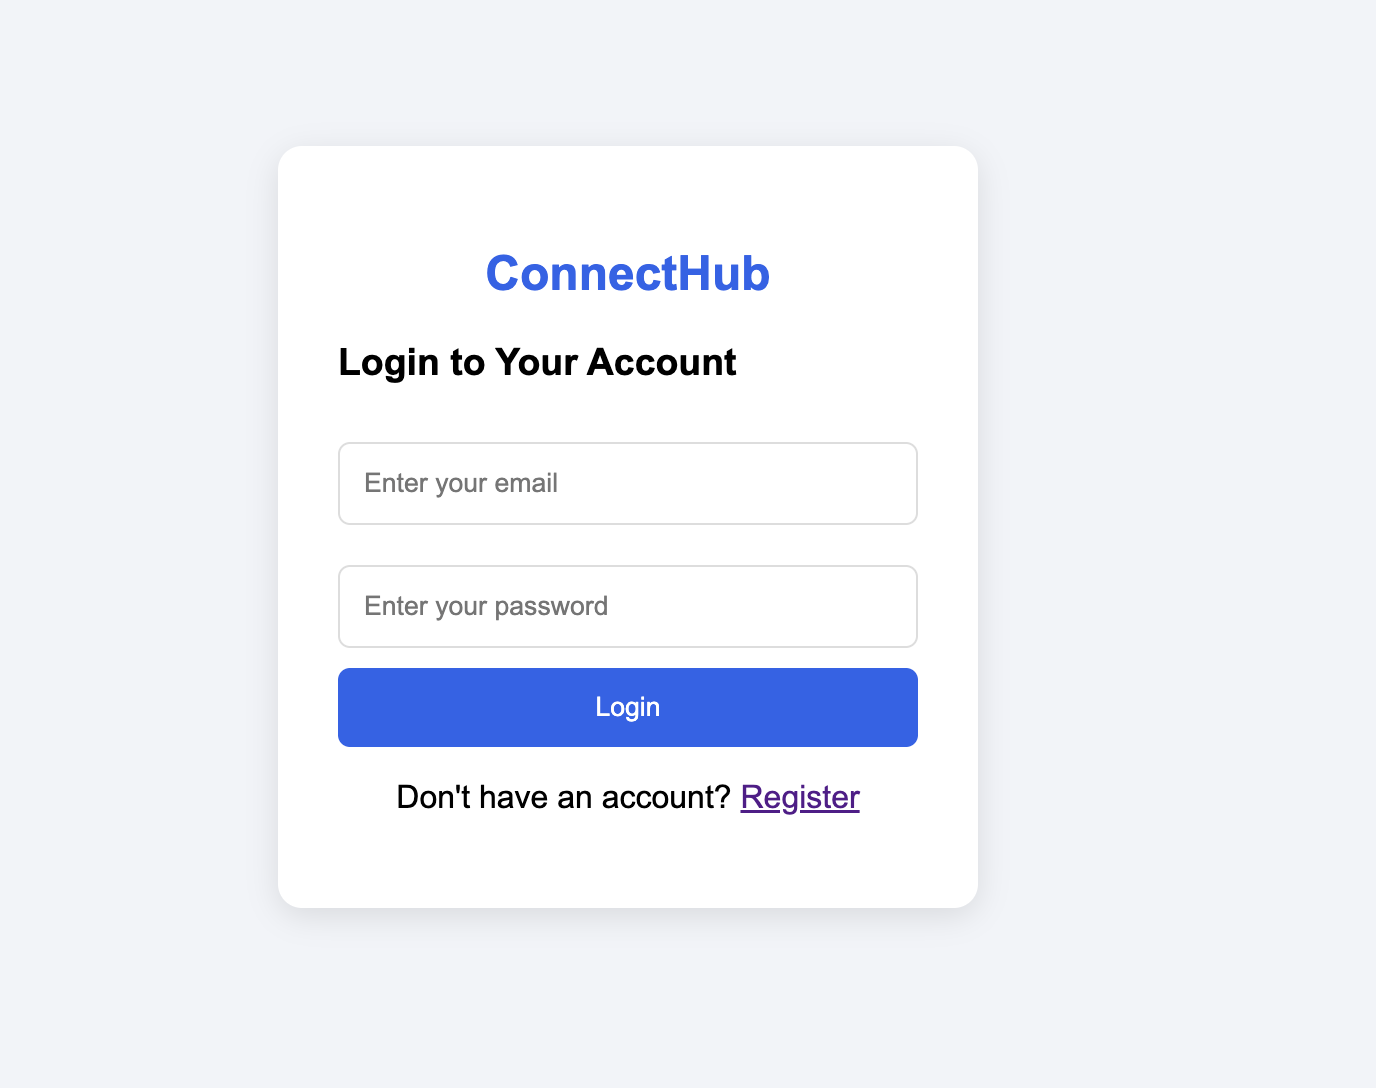 ConnectHub
Login to Your Account
Enter your email
Enter your password
Login
Don't have an account? Register